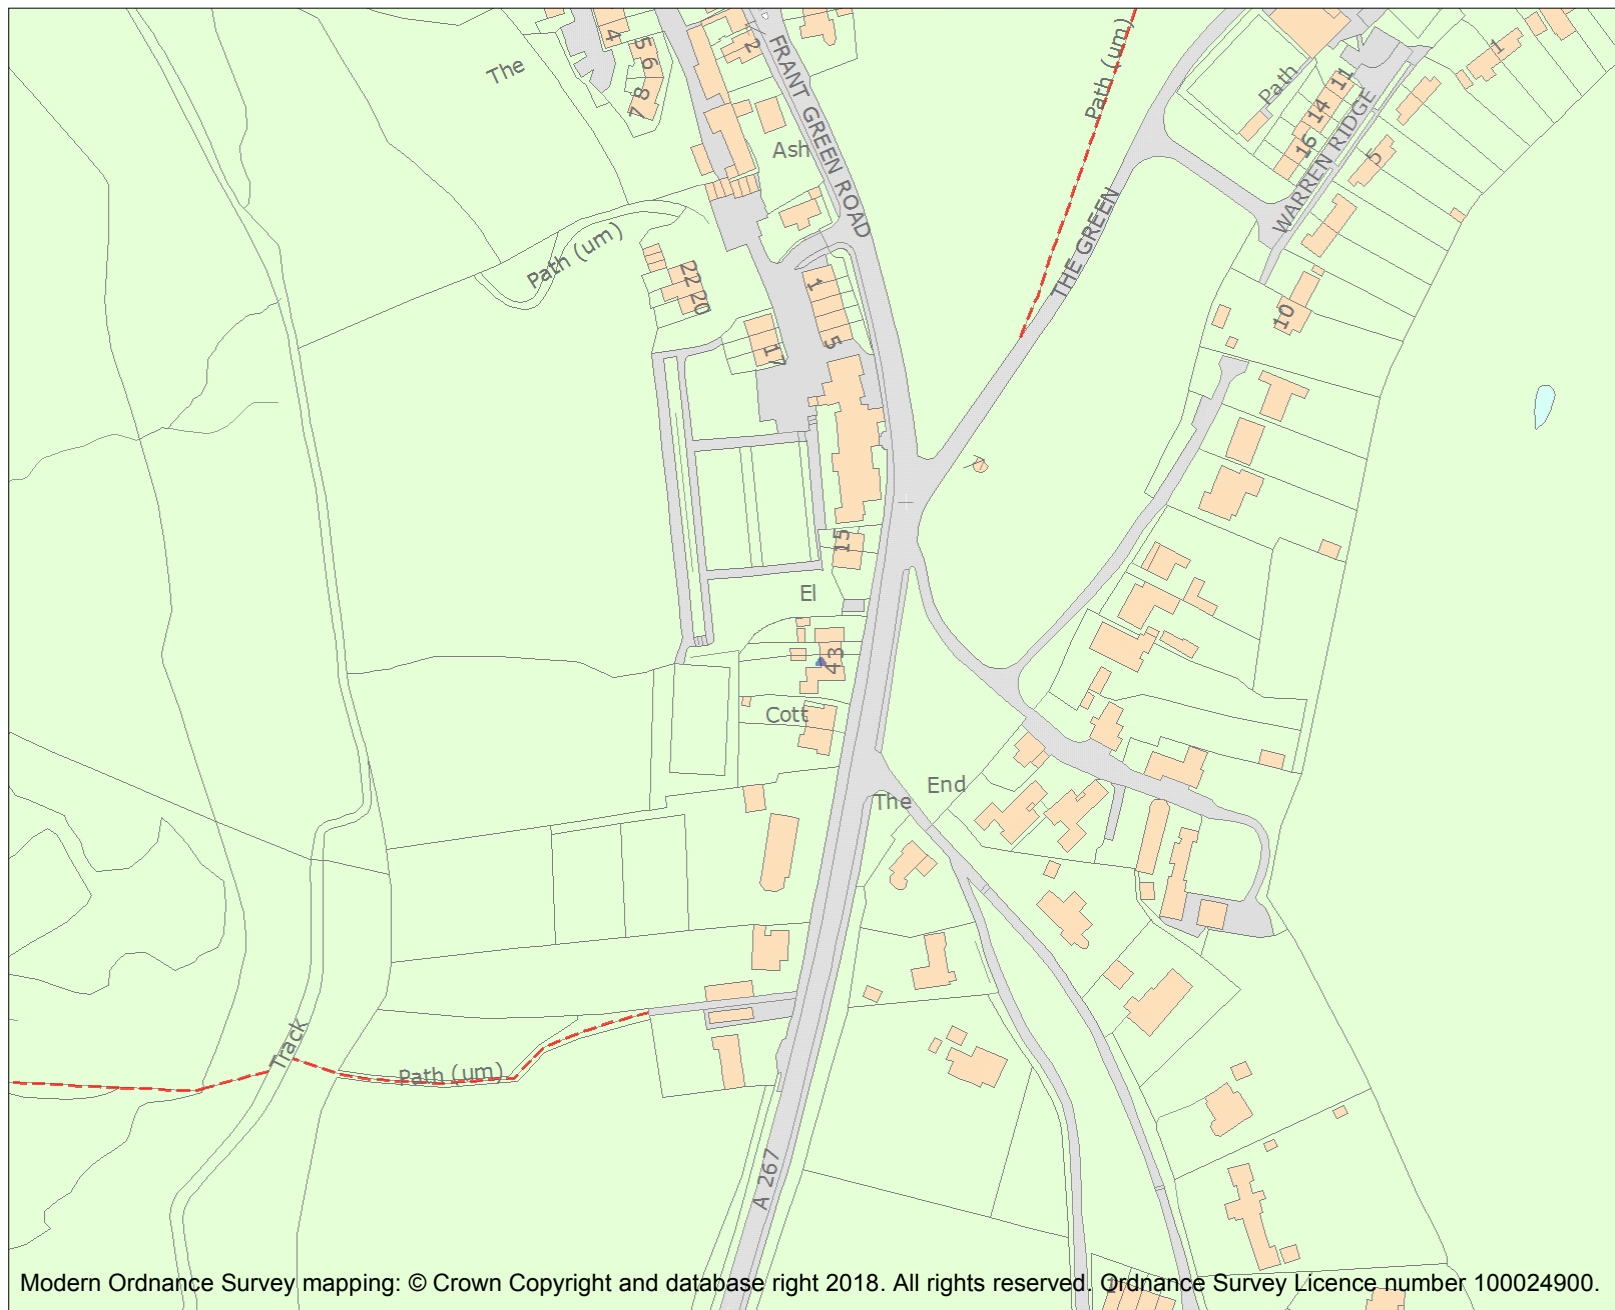 The
4
5 6
7 8
2
FRANT GREEN ROAD
Ash
Path (um)
Path
11
14
16
WARREN RIDGE
1
5
10
Path (um)
22
20
1
5
17
THE GREEN
15
El
3
4
Cott
End
The
Track
Path (um)
A 267
Modern Ordnance Survey mapping: © Crown Copyright and database right 2018. All rights reserved. Ordnance Survey Licence number 100024900.